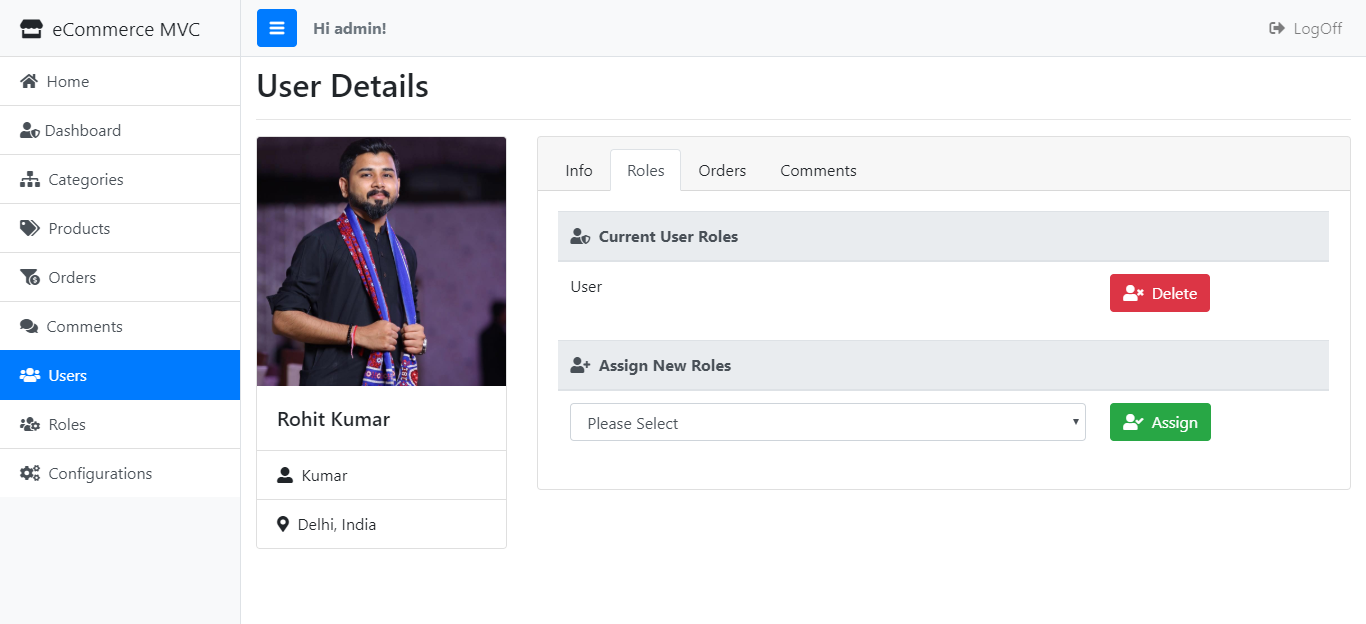 eCommerce MVC
Hi admin!
LogOff
Home
Dashboard
Categories
Products
Orders
Comments
Users
Roles
Configurations
User Details
Rohit Kumar
Kumar
Delhi, India
Info
Roles
Orders
Comments
Current User Roles
User
Delete
Assign New Roles
Please Select
Assign